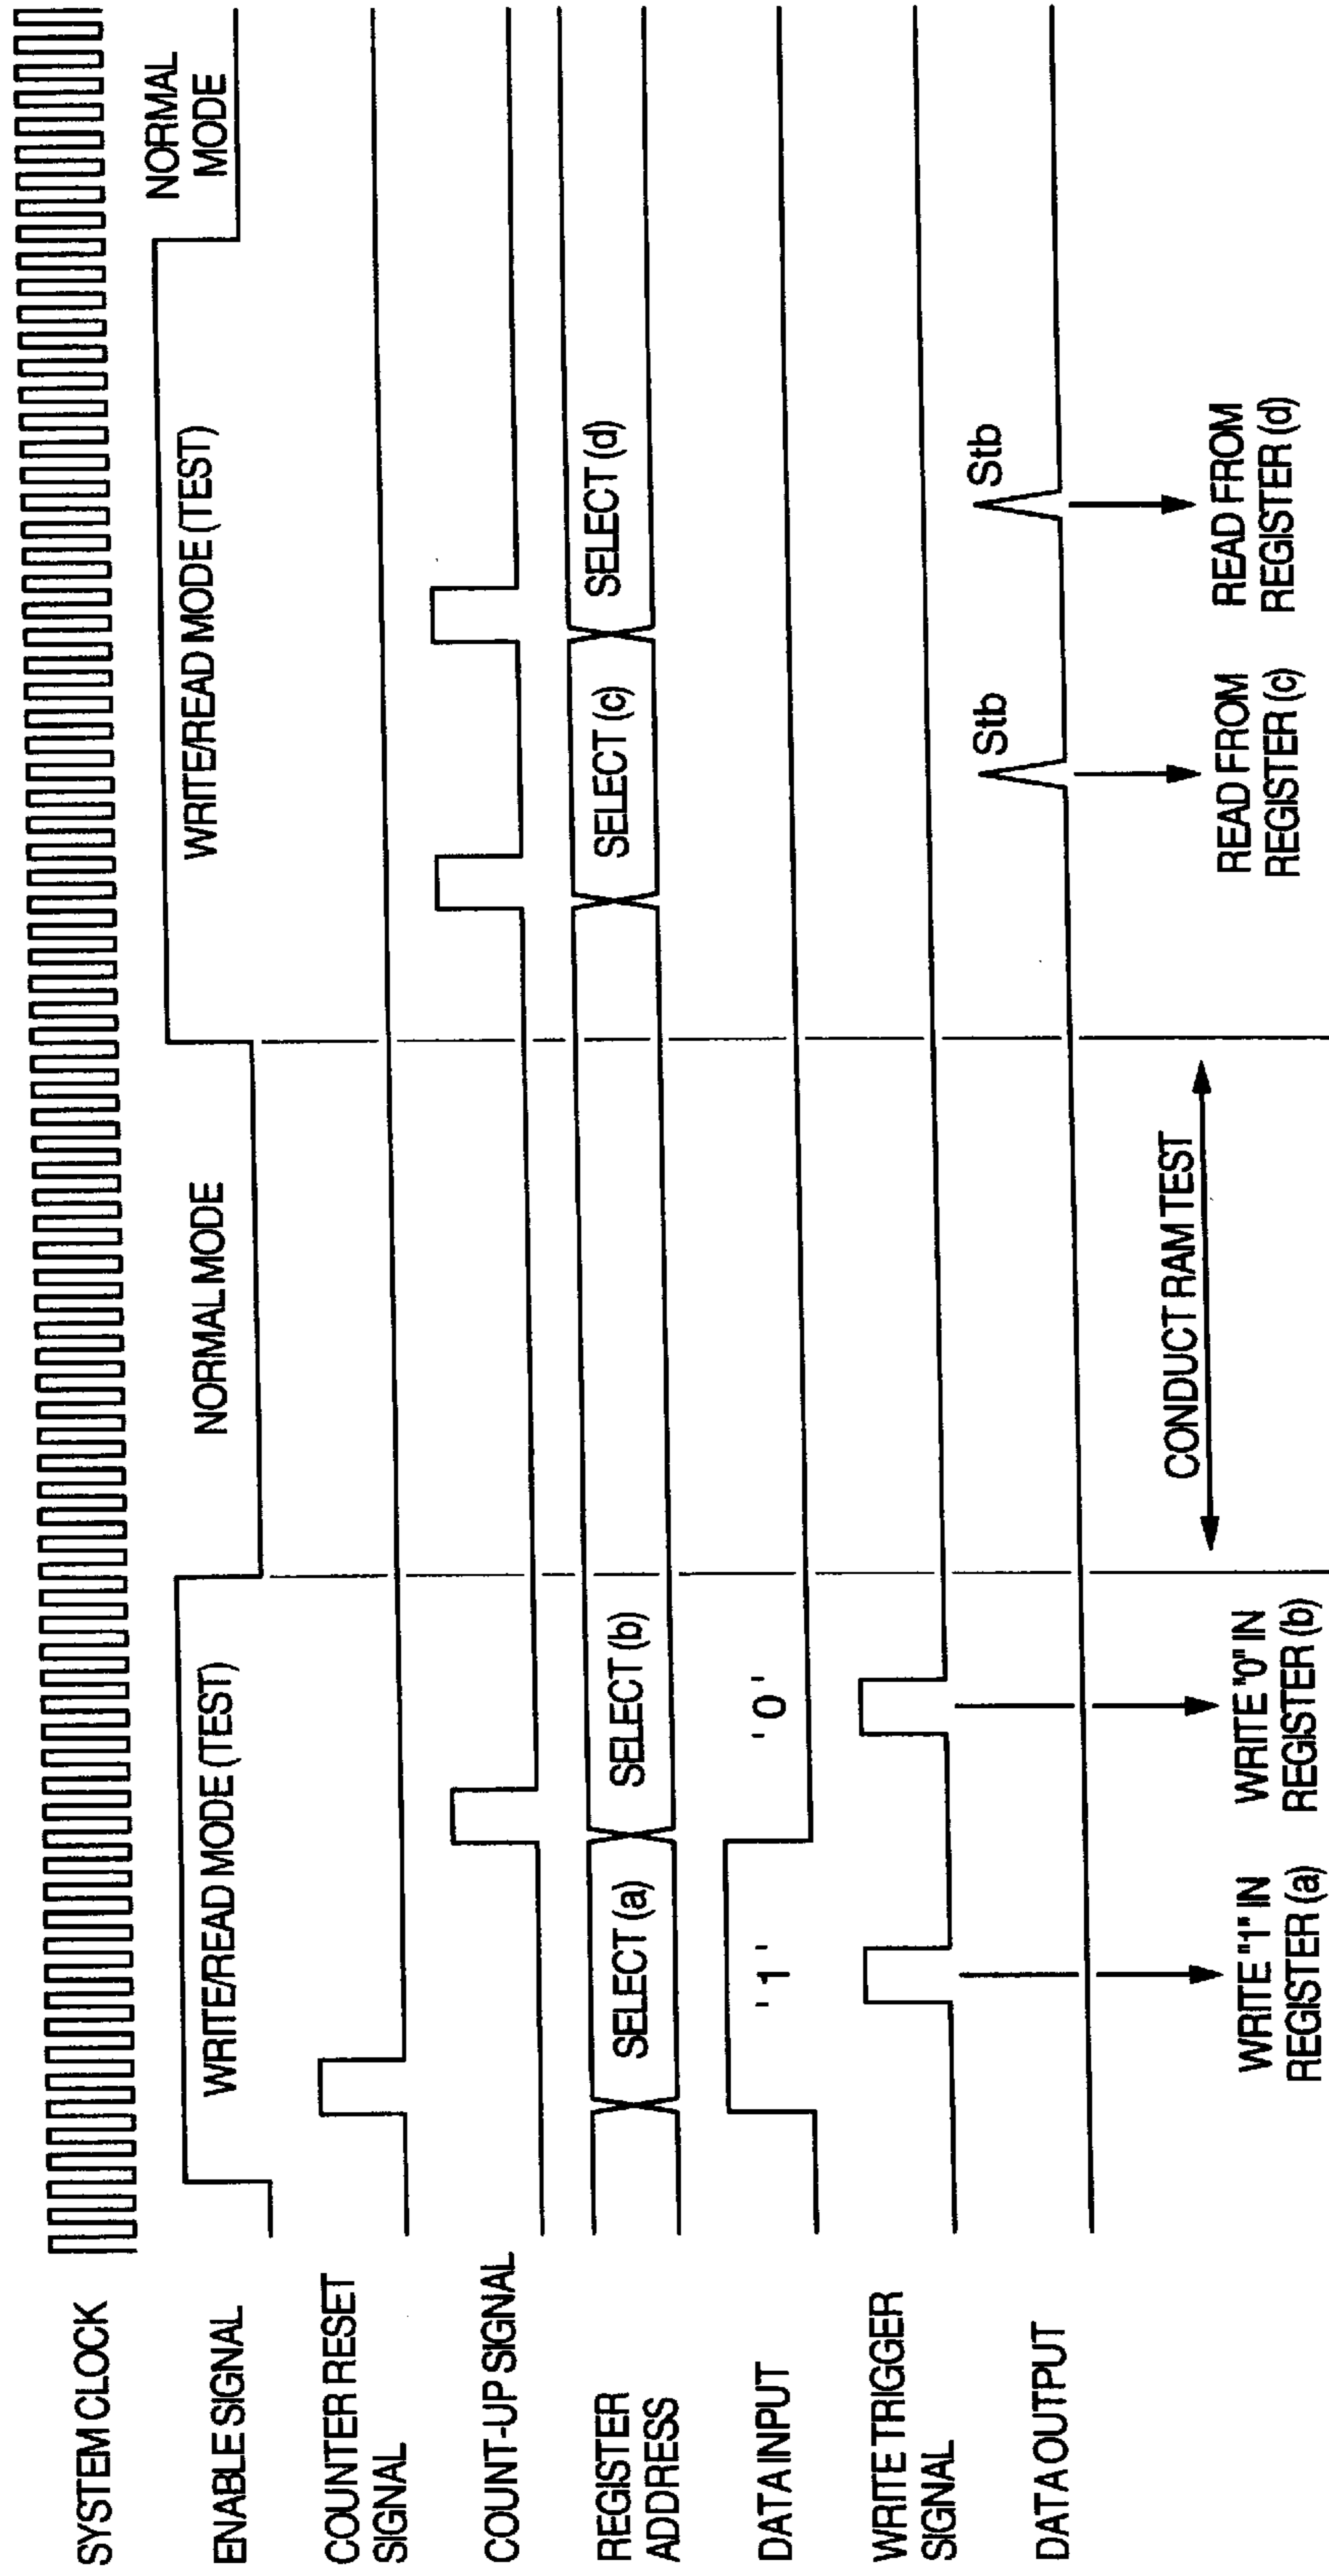 SYSTEM CLOCK
ENABLE SIGNAL
WRITE/READ MODE (TEST)
NORMAL MODE
WRITE/READ MODE (TEST)
NORMAL
MODE
COUNTER RESET
SIGNAL
COUNT-UP SIGNAL
REGISTER
ADDRESS
SELECT (a)
SELECT (b)
SELECT (c)
SELECT (d)
DATA INPUT
'1'
'0'
WRITE TRIGGER
SIGNAL
DATA OUTPUT
Stb
Stb
WRITE "1" IN
REGISTER (a)
WRITE "0" IN
REGISTER (b)
CONDUCT RAM TEST
READ FROM
REGISTER (c)
READ FROM
REGISTER (d)